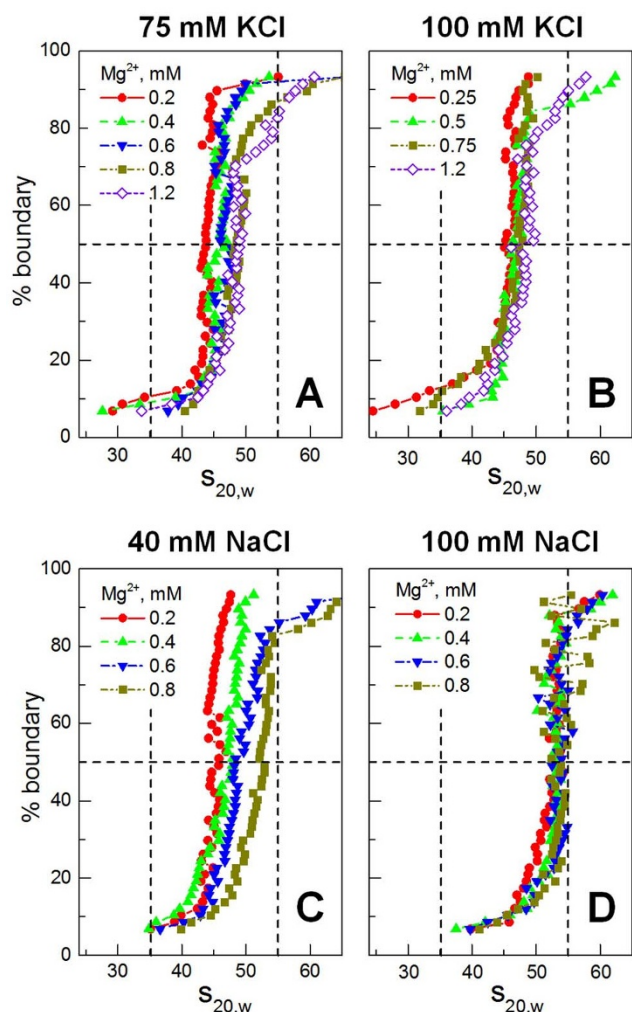 75 mM KCl
100 mM KCl
Mg2+, mM
0.2
0.4
0.6
0.8
1.2
Mg2+, mM
0.25
0.5
0.75
1.2
% boundary
100
80
60
40
20
0
A
B
30 40 50 60
30 40 50 60
S20,w
S20,w
40 mM NaCl
100 mM NaCl
Mg2+, mM
0.2
0.4
0.6
0.8
Mg2+, mM
0.2
0.4
0.6
0.8
% boundary
100
80
60
40
20
0
C
D
30 40 50 60
30 40 50 60
S20,w
S20,w